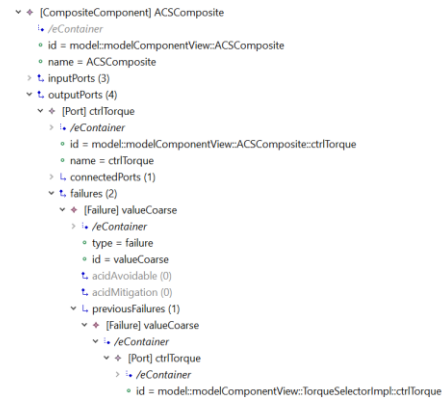 [CompositeComponent] ACSComposite
/eContainer
id = model::modelComponentView::ACSComposite
name = ACSComposite
inputPorts (3)
outputPorts (4)
[Port] ctrlTorque
/eContainer
id = model::modelComponentView::ACSComposite::ctrlTorque
name = ctrlTorque
connectedPorts (1)
failures (2)
[Failure] valueCoarse
/eContainer
type = failure
id = valueCoarse
acidAvoidable (0)
acidMitigation (0)
previousFailures (1)
[Failure] valueCoarse
/eContainer
[Port] ctrlTorque
/eContainer
id = model::modelComponentView::TorqueSelectorImpl::ctrlTorque